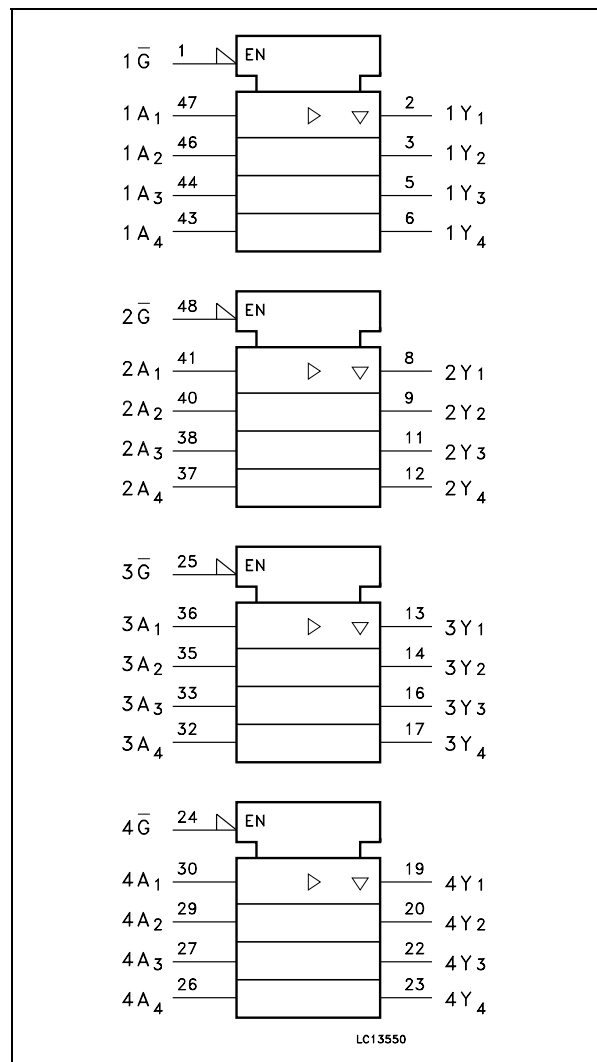 1G̅ 1 EN
1A1 47 2 1Y1
1A2 46 3 1Y2
1A3 44 5 1Y3
1A4 43 6 1Y4
2G̅ 48 EN
2A1 41 8 2Y1
2A2 40 9 2Y2
2A3 38 11 2Y3
2A4 37 12 2Y4
3G̅ 25 EN
3A1 36 13 3Y1
3A2 35 14 3Y2
3A3 33 16 3Y3
3A4 32 17 3Y4
4G̅ 24 EN
4A1 30 19 4Y1
4A2 29 20 4Y2
4A3 27 22 4Y3
4A4 26 23 4Y4
LC13550